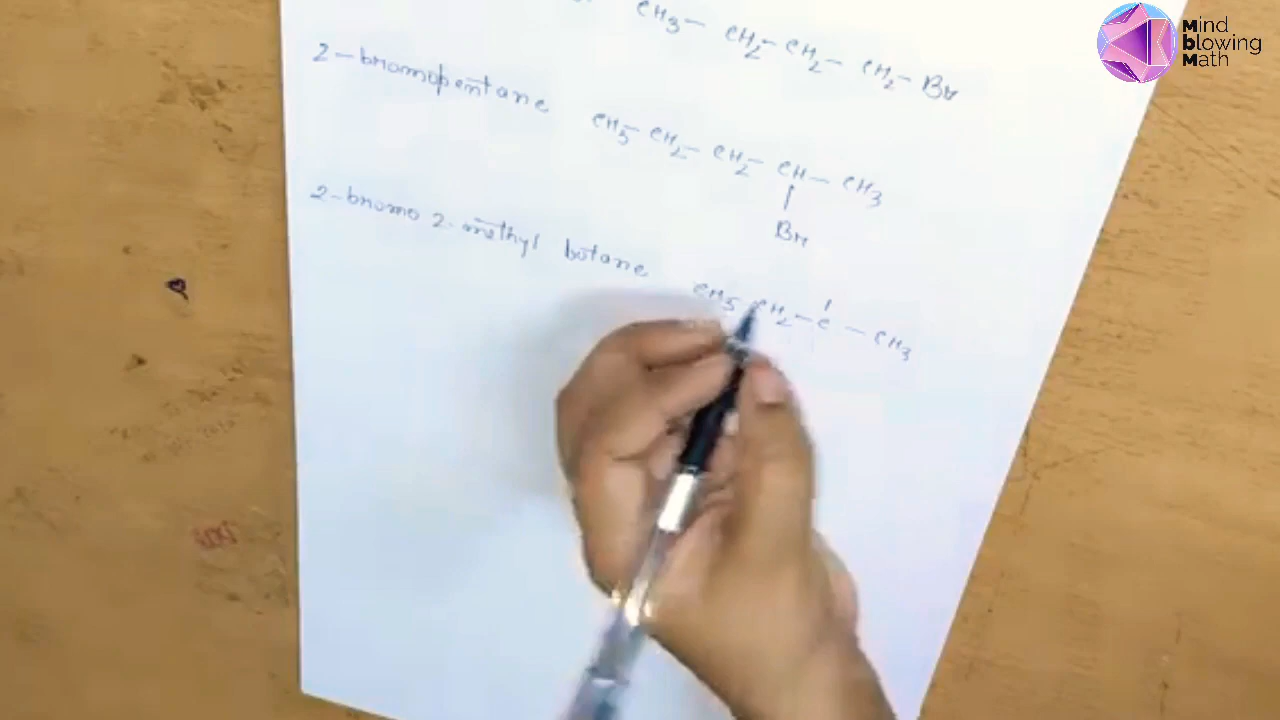 CH3 – CH2 – CH2 – CH2 – Br
2 – bromopentane CH3 – CH2 – CH2 – CH – CH3
|
Br
2 – bromo 2 - methyl botane CH3 CH2 – C – CH3
Mind
blowing
Math